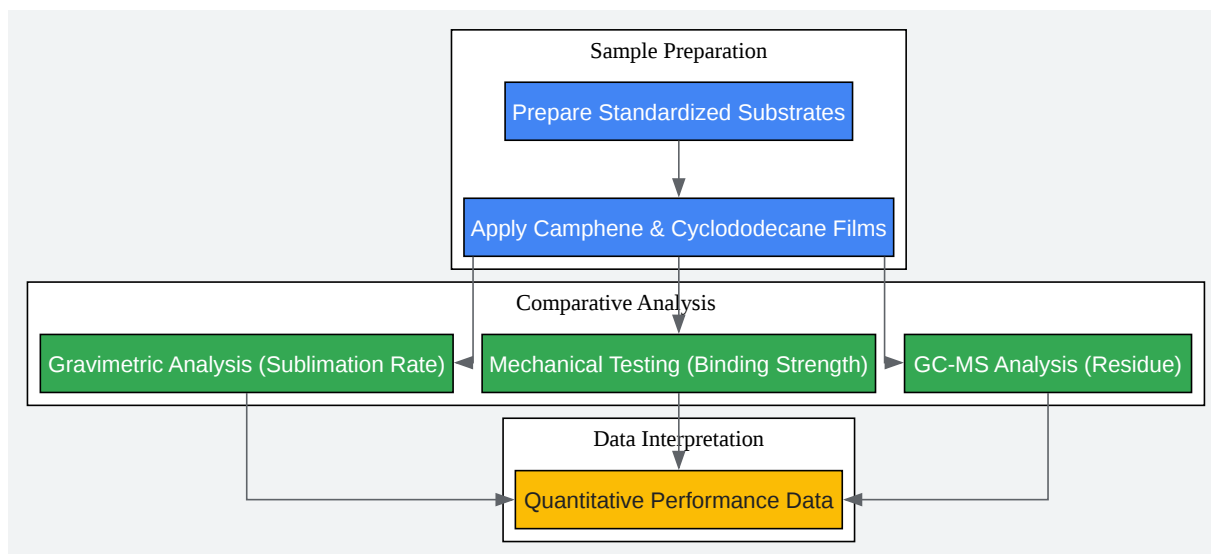 Sample Preparation
Prepare Standardized Substrates
Apply Camphene & Cyclododecane Films
Comparative Analysis
Gravimetric Analysis (Sublimation Rate)
Mechanical Testing (Binding Strength)
GC-MS Analysis (Residue)
Data Interpretation
Quantitative Performance Data